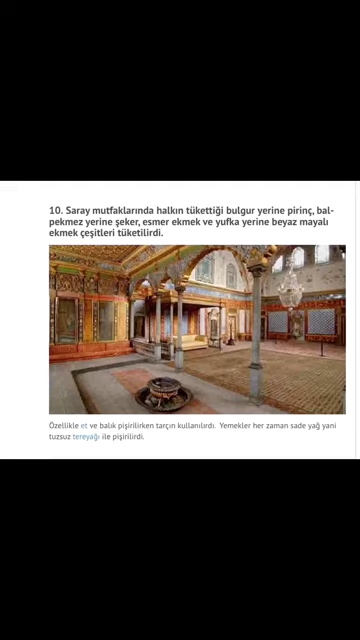 10. Saray mutfaklarında halkın tükettiği bulgur yerine pirinç, bal-
pekmez yerine şeker, esmer ekmek ve yufka yerine beyaz mayalı
ekmek çeşitleri tüketilirdi.
Özellikle et ve balık pişirilirken tarçın kullanılırdı. Yemekler her zaman sade yağ yani
tuzsuz tereyağı ile pişirilirdi.